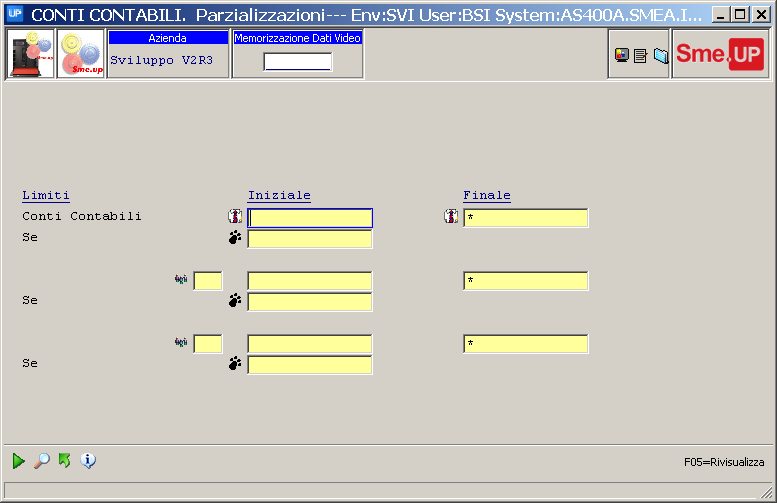 UP CONTI CONTABILI. Parzializzazioni--- Env:SVI User:BSI System:AS400A.SMEA.I...
Sme.up
Azienda
Sviluppo V2R3
Memorizzazione Dati Video
Sme.UP
Limiti Iniziale Finale
Conti Contabili *
Se
*
Se
*
Se
F05=Rivisualizza